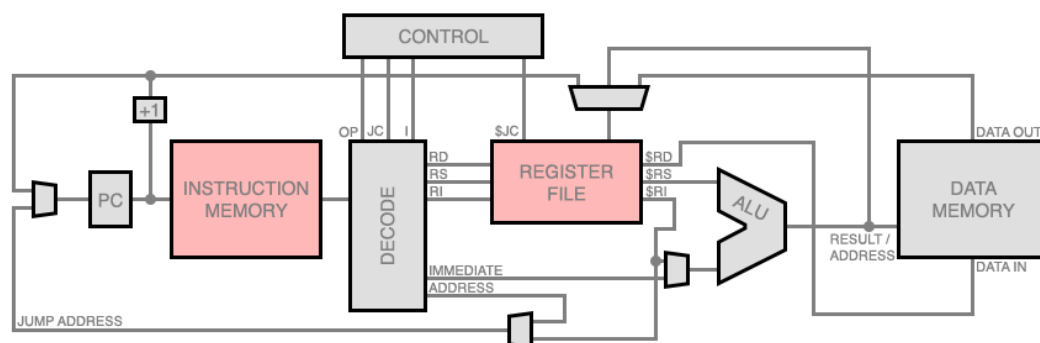 CONTROL
+1
OP
JC
I
$JC
DATA OUT
INSTRUCTION
MEMORY
PC
DECODE
RD
RS
RI
REGISTER
FILE
$RD
$RS
$RI
ALU
DATA
MEMORY
RESULT /
ADDRESS
IMMEDIATE
ADDRESS
DATA IN
JUMP ADDRESS